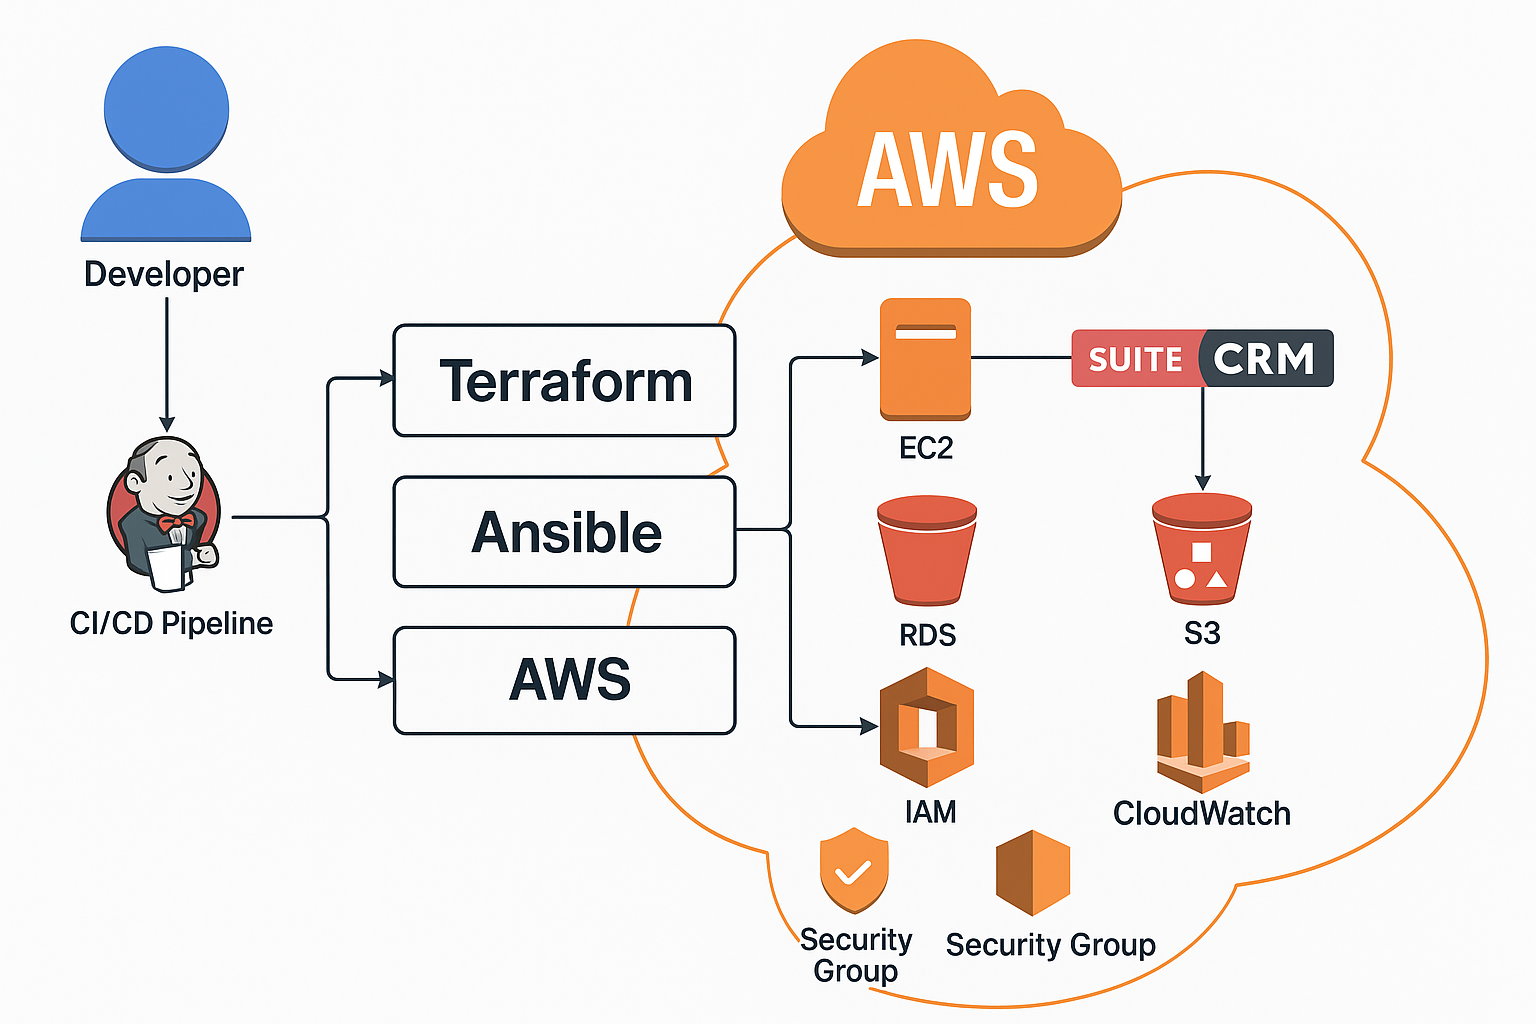 AWS
Developer
Terraform
SUITE CRM
EC2
Ansible
CI/CD Pipeline
RDS
S3
AWS
IAM
CloudWatch
Security
Group
Security Group